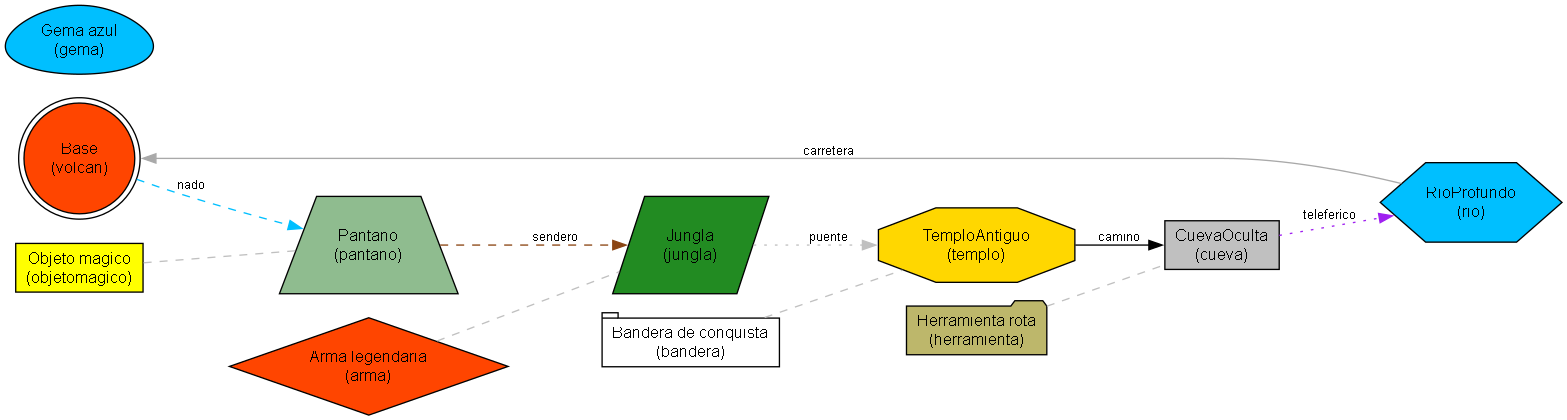 Gema azul
(gema)
Base
(volcan)
carretera
nado
RioProfundo
(rio)
teleferico
Pantano
(pantano)
sendero
Jungla
(jungla)
puente
TemploAntiguo
(templo)
camino
CuevaOculta
(cueva)
Objeto magico
(objetomagico)
Arma legendaria
(arma)
Bandera de conquista
(bandera)
Herramienta rota
(herramienta)